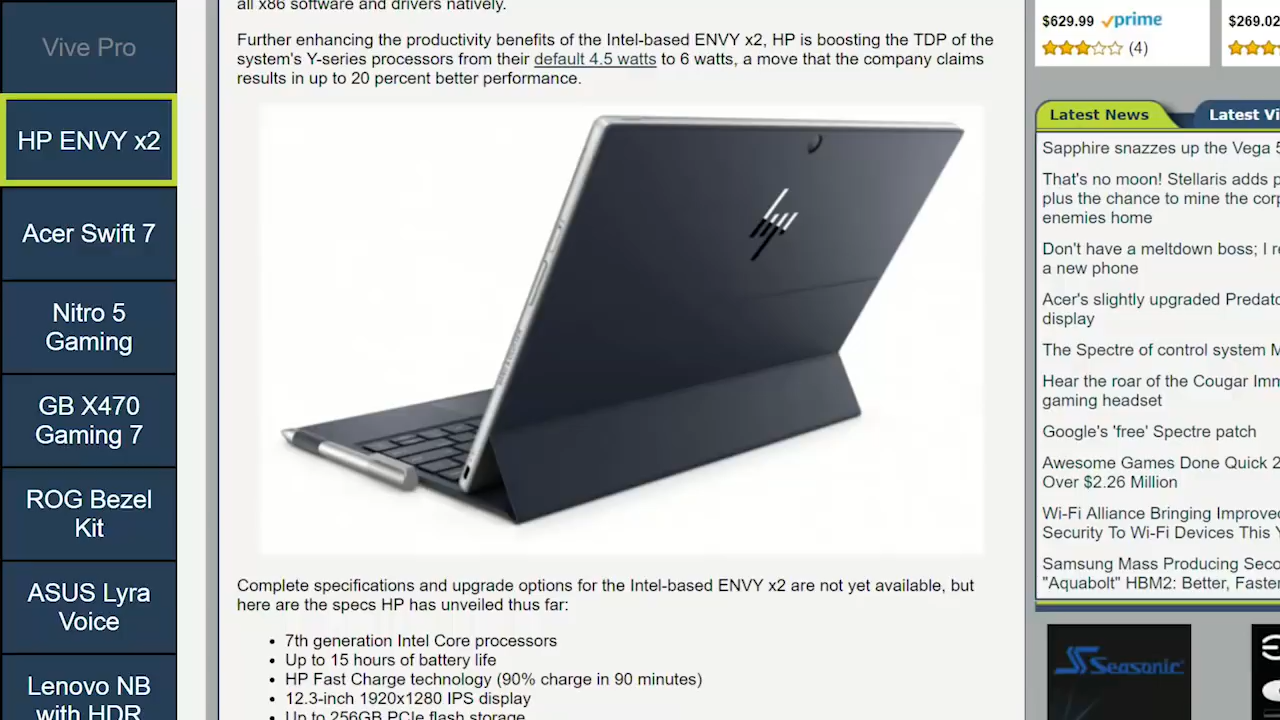 Vive Pro
HP ENVY x2
Acer Swift 7
Nitro 5
Gaming
GB X470
Gaming 7
ROG Bezel
Kit
ASUS Lyra
Voice
Lenovo NB
with HDR
all x86 software and drivers natively.
Further enhancing the productivity benefits of the Intel-based ENVY x2, HP is boosting the TDP of the
system's Y-series processors from their default 4.5 watts to 6 watts, a move that the company claims
results in up to 20 percent better performance.
hp
Complete specifications and upgrade options for the Intel-based ENVY x2 are not yet available, but
here are the specs HP has unveiled thus far:
• 7th generation Intel Core processors
• Up to 15 hours of battery life
• HP Fast Charge technology (90% charge in 90 minutes)
• 12.3-inch 1920x1280 IPS display
• Up to 256GB PCIe flash storage
$629.99 prime
(4)
$269.02
Latest News
Latest Vi
Sapphire snazzes up the Vega 5
That's no moon! Stellaris adds p
plus the chance to mine the corp
enemies home
Don't have a meltdown boss; I re
a new phone
Acer's slightly upgraded Predato
display
The Spectre of control system M
Hear the roar of the Cougar Imm
gaming headset
Google's 'free' Spectre patch
Awesome Games Done Quick 2
Over $2.26 Million
Wi-Fi Alliance Bringing Improved
Security To Wi-Fi Devices This Y
Samsung Mass Producing Seco
"Aquabolt" HBM2: Better, Faster
Seasonic